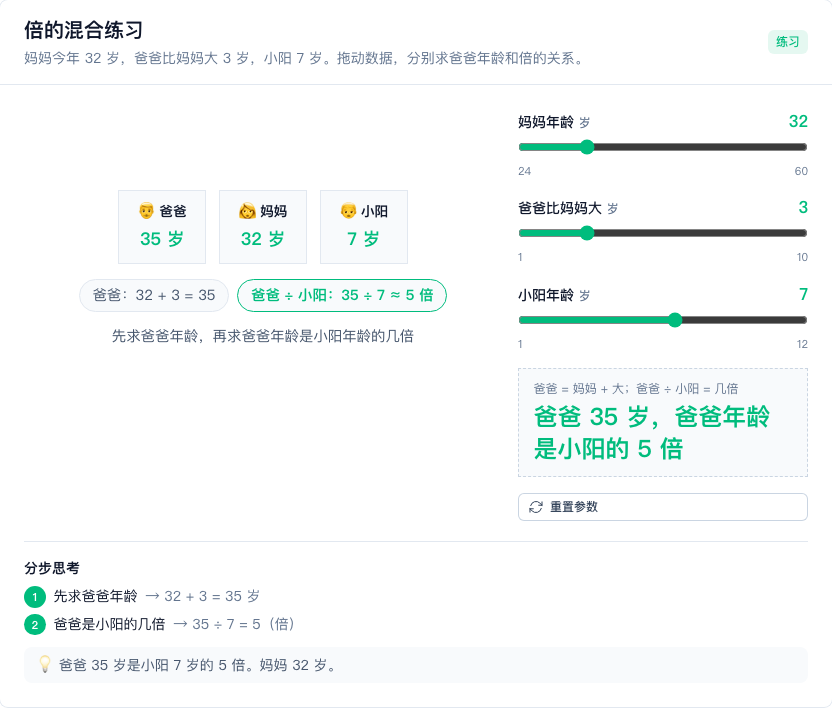 倍的混合练习
妈妈今年 32 岁，爸爸比妈妈大 3 岁，小阳 7 岁。拖动数据，分别求爸爸年龄和倍的关系。
练习
爸爸
35 岁
妈妈
32 岁
小阳
7 岁
爸爸：32 + 3 = 35
爸爸 ÷ 小阳：35 ÷ 7 ≈ 5 倍
先求爸爸年龄，再求爸爸年龄是小阳年龄的几倍
妈妈年龄 岁 32
24 60
爸爸比妈妈大 岁 3
1 10
小阳年龄 岁 7
1 12
爸爸 = 妈妈 + 大；爸爸 ÷ 小阳 = 几倍
爸爸 35 岁，爸爸年龄
是小阳的 5 倍
重置参数
分步思考
1 先求爸爸年龄 → 32 + 3 = 35 岁
2 爸爸是小阳的几倍 → 35 ÷ 7 = 5（倍）
爸爸 35 岁是小阳 7 岁的 5 倍。妈妈 32 岁。